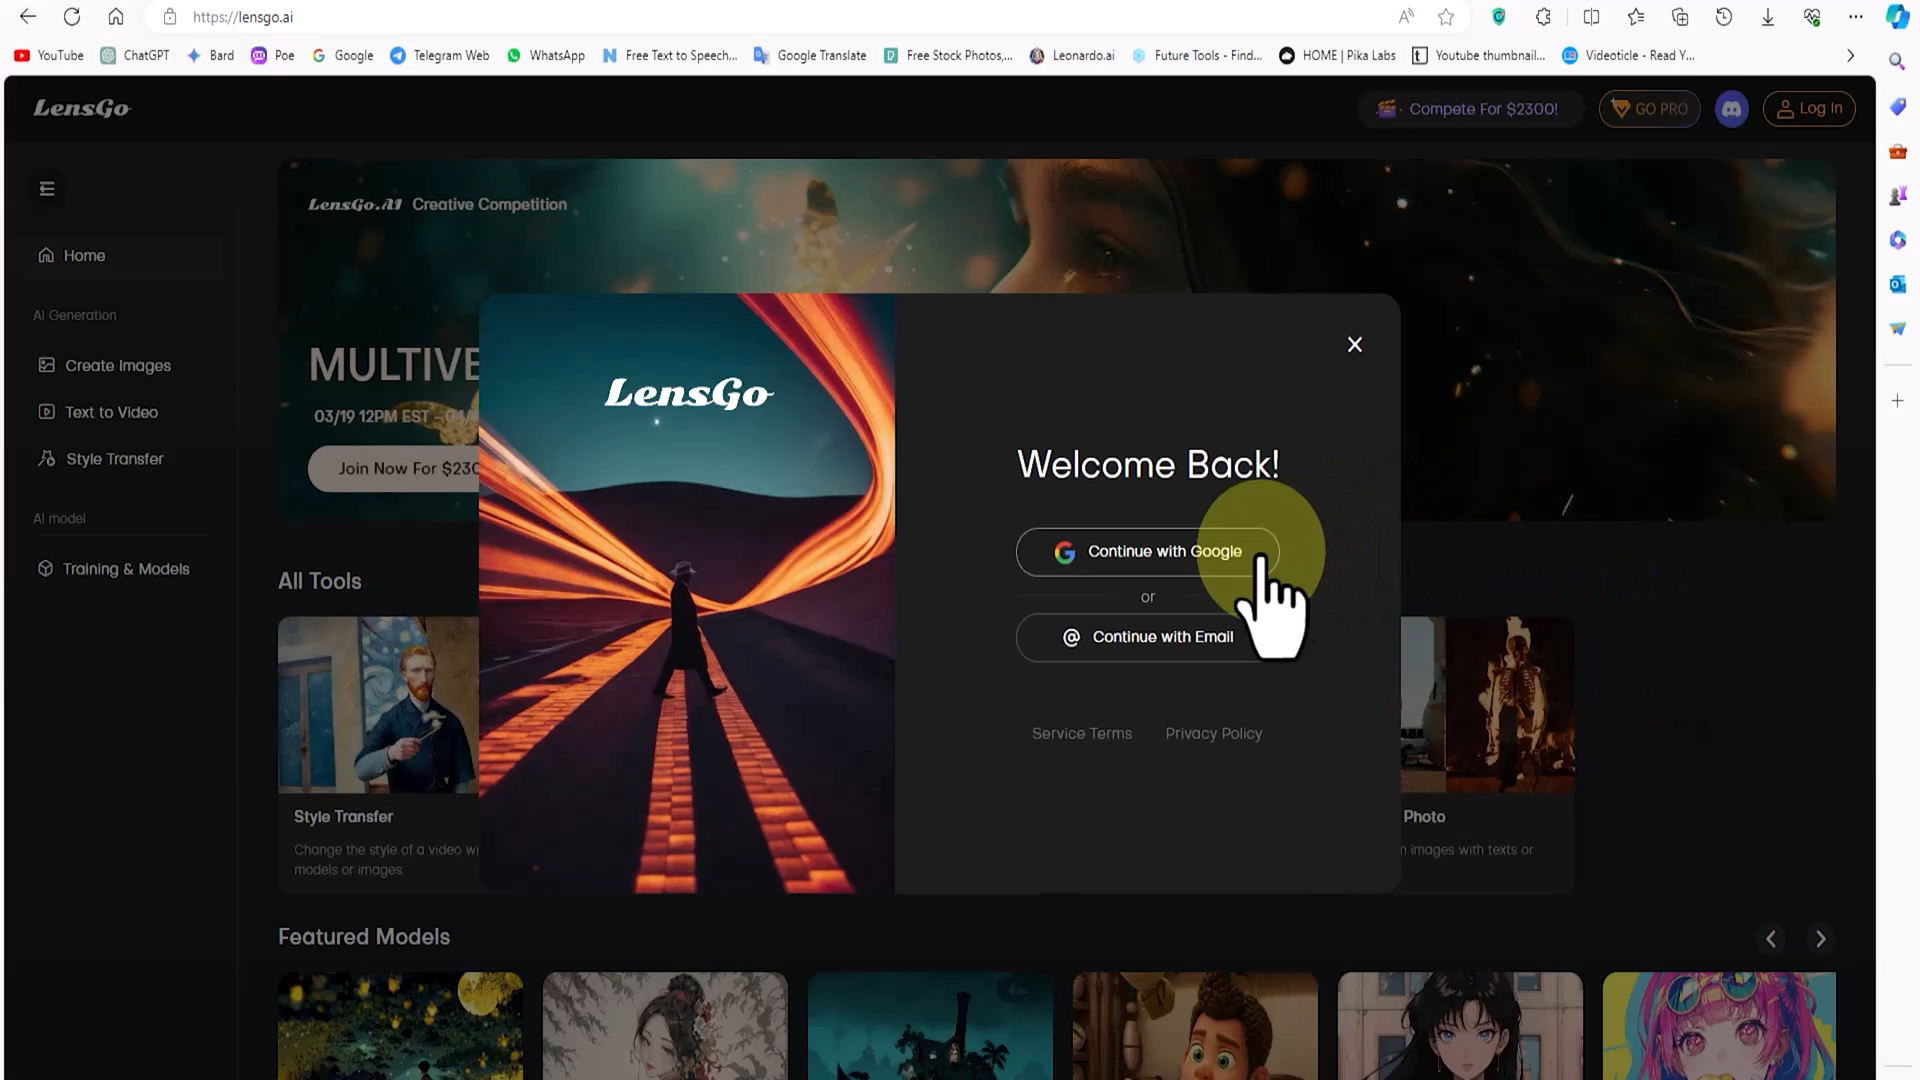 https://lensgo.ai
YouTube
ChatGPT
Bard
Poe
Google
Telegram Web
WhatsApp
Free Text to Speech...
Google Translate
Free Stock Photos,...
Leonardo.ai
Future Tools - Find...
HOME | Pika Labs
Youtube thumbnail...
Videoticle - Read Y...
LensGo
Compete For $2300!
GO PRO
Log In
LensGo.AI Creative Competition
Home
AI Generation
Create Images
Text to Video
Style Transfer
AI model
Training & Models
MULTIVE
03/19 12PM EST - 04/
Join Now For $230
LensGo
Welcome Back!
Continue with Google
or
@ Continue with Email
Service Terms
Privacy Policy
All Tools
Style Transfer
Change the style of a video wi
models or images.
Photo
n images with texts or
Featured Models